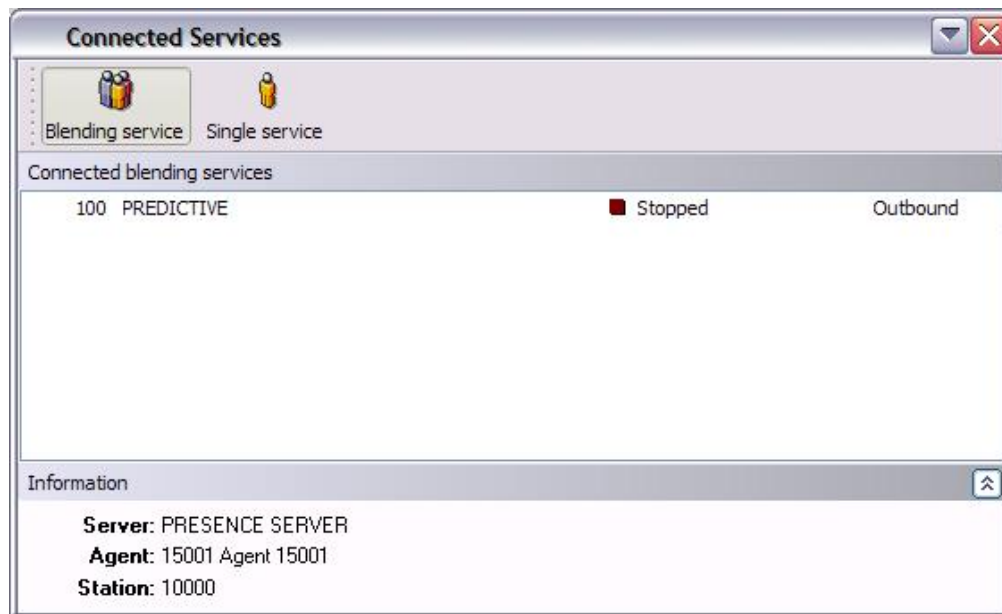 Connected Services
Blending service Single service
Connected blending services
100 PREDICTIVE Stopped Outbound
Information
Server: PRESENCE SERVER
Agent: 15001 Agent 15001
Station: 10000